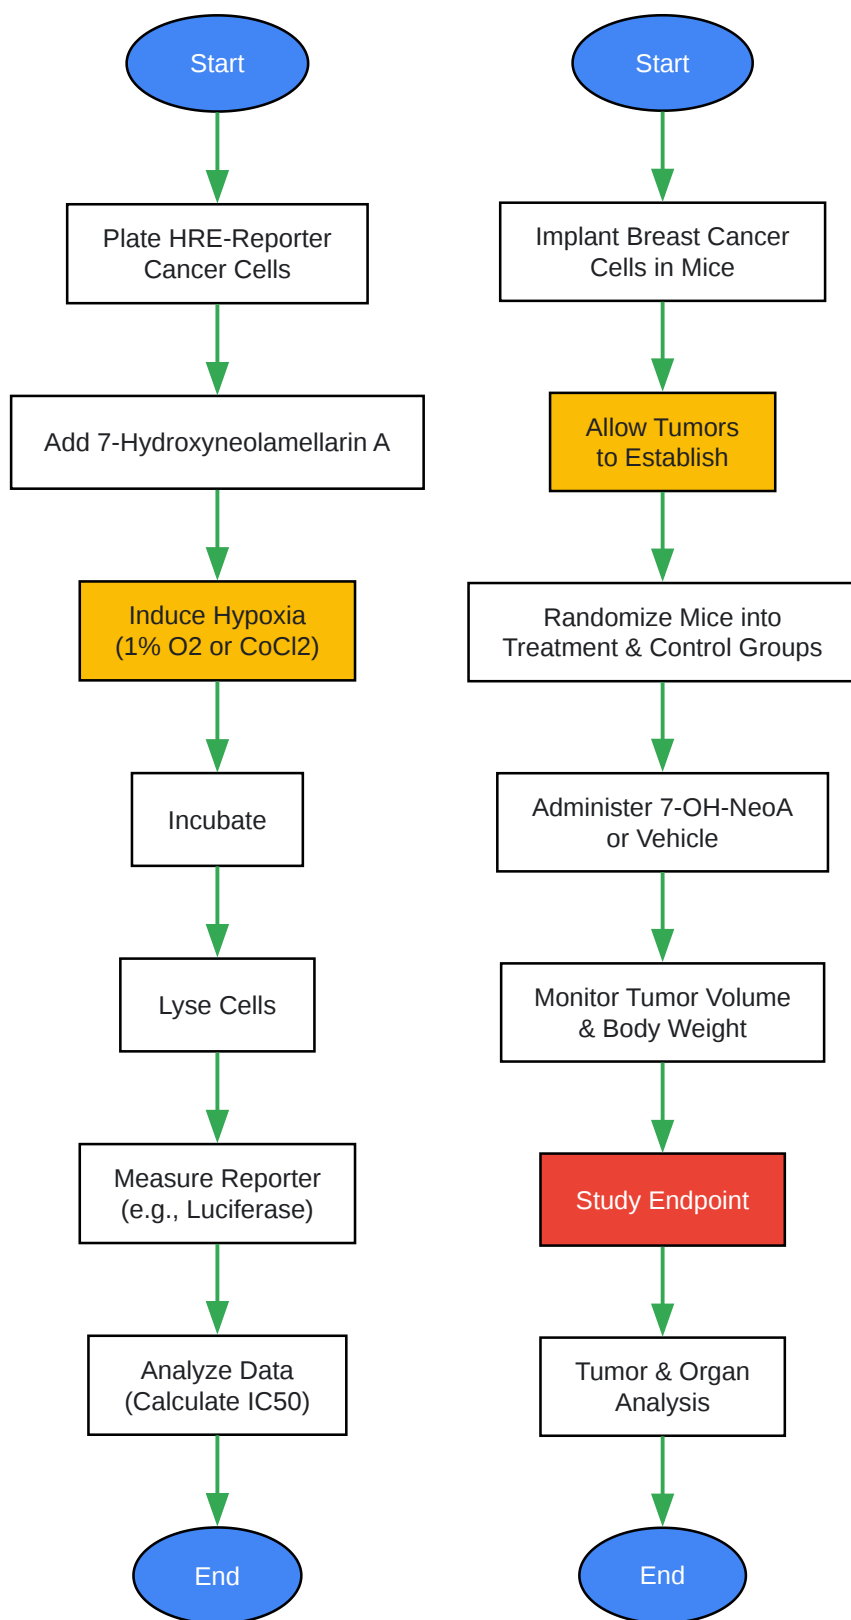 Start
Plate HRE-Reporter
Cancer Cells
Add 7-Hydroxyneolamellarin A
Induce Hypoxia
(1% O2 or CoCl2)
Incubate
Lyse Cells
Measure Reporter
(e.g., Luciferase)
Analyze Data
(Calculate IC50)
End
Start
Implant Breast Cancer
Cells in Mice
Allow Tumors
to Establish
Randomize Mice into
Treatment & Control Groups
Administer 7-OH-NeoA
or Vehicle
Monitor Tumor Volume
& Body Weight
Study Endpoint
Tumor & Organ
Analysis
End